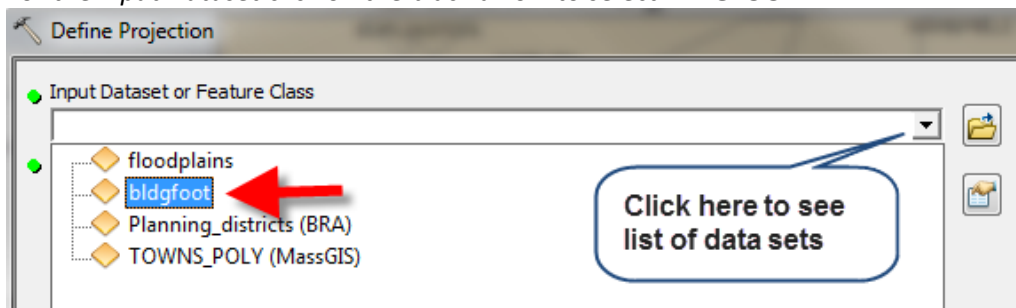 Define Projection
Input Dataset or Feature Class
floodplains
bldgfoot
Planning_districts (BRA)
TOWNS_POLY (MassGIS)
Click here to see
list of data sets